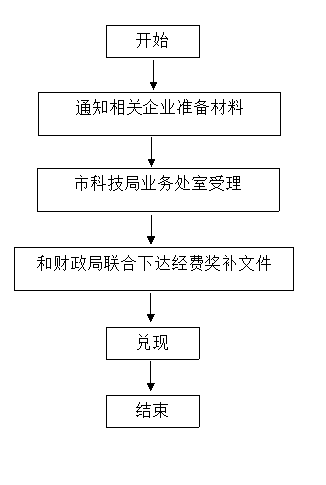 开始
通知相关企业准备材料
市科技局业务处室受理
和财政局联合下达经费奖补文件
兑现
结束